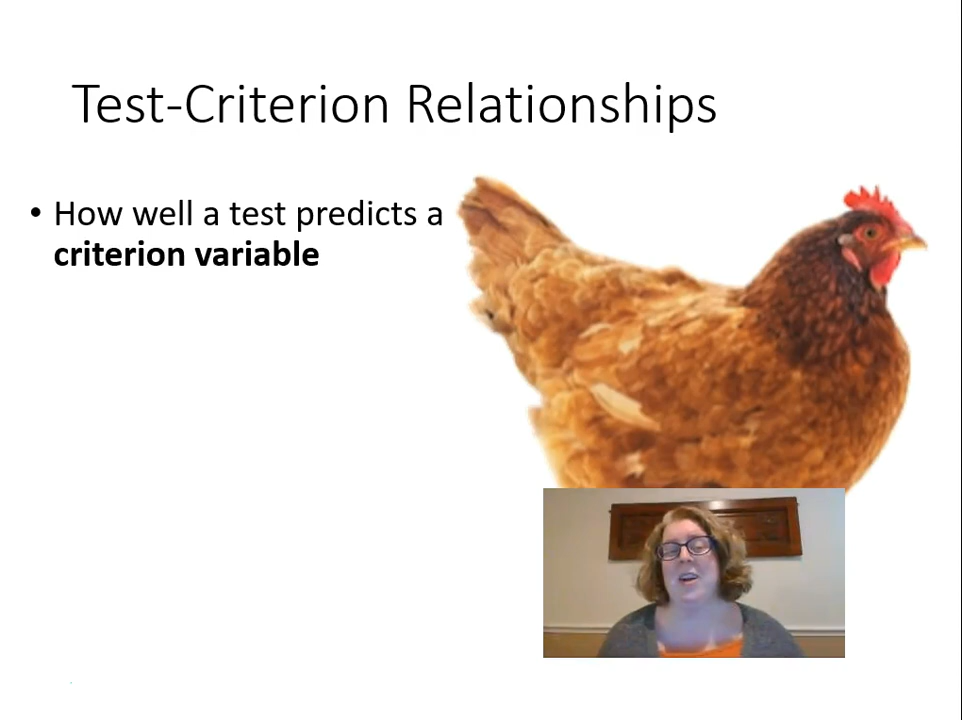 Test-Criterion Relationships
• How well a test predicts a
criterion variable